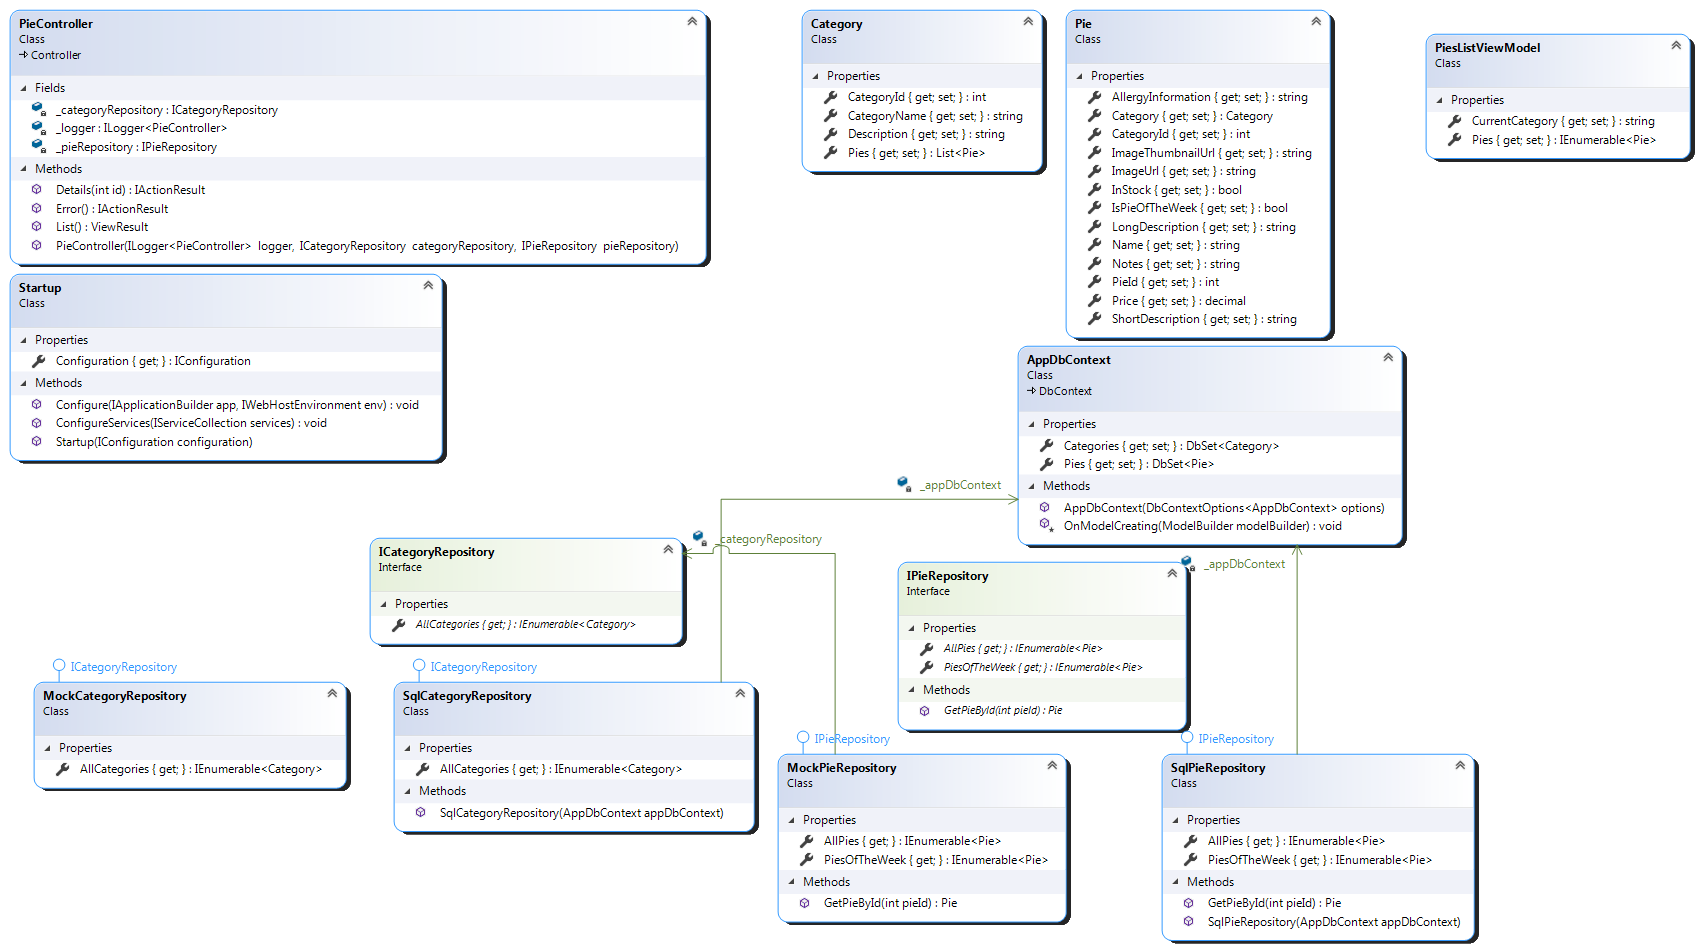 PieController
Class
Controller
Fields
_categoryRepository : ICategoryRepository
_logger : ILogger<PieController>
_pieRepository : IPieRepository
Methods
Details(int id) : IActionResult
Error() : IActionResult
List() : ViewResult
PieController(ILogger<PieController> logger, ICategoryRepository categoryRepository, IPieRepository pieRepository)
Category
Class
Properties
CategoryId { get; set; } : int
CategoryName { get; set; } : string
Description { get; set; } : string
Pies { get; set; } : List<Pie>
Pie
Class
Properties
AllergyInformation { get; set; } : string
Category { get; set; } : Category
CategoryId { get; set; } : int
ImageThumbnailUrl { get; set; } : string
ImageUrl { get; set; } : string
InStock { get; set; } : bool
IsPieOfTheWeek { get; set; } : bool
LongDescription { get; set; } : string
Name { get; set; } : string
Notes { get; set; } : string
PieId { get; set; } : int
Price { get; set; } : decimal
ShortDescription { get; set; } : string
PiesListViewModel
Class
Properties
CurrentCategory { get; set; } : string
Pies { get; set; } : IEnumerable<Pie>
Startup
Class
Properties
Configuration { get; } : IConfiguration
Methods
Configure(IApplicationBuilder app, IWebHostEnvironment env) : void
ConfigureServices(IServiceCollection services) : void
Startup(IConfiguration configuration)
AppDbContext
Class
DbContext
Properties
Categories { get; set; } : DbSet<Category>
Pies { get; set; } : DbSet<Pie>
Methods
AppDbContext(DbContextOptions<AppDbContext> options)
OnModelCreating(ModelBuilder modelBuilder) : void
_appDbContext
_categoryRepository
_appDbContext
ICategoryRepository
Interface
Properties
AllCategories { get; } : IEnumerable<Category>
IPieRepository
Interface
Properties
AllPies { get; } : IEnumerable<Pie>
PiesOfTheWeek { get; } : IEnumerable<Pie>
Methods
GetPieById(int pieId) : Pie
ICategoryRepository
MockCategoryRepository
Class
Properties
AllCategories { get; } : IEnumerable<Category>
ICategoryRepository
SqlCategoryRepository
Class
Properties
AllCategories { get; } : IEnumerable<Category>
Methods
SqlCategoryRepository(AppDbContext appDbContext)
IPieRepository
MockPieRepository
Class
Properties
AllPies { get; } : IEnumerable<Pie>
PiesOfTheWeek { get; } : IEnumerable<Pie>
Methods
GetPieById(int pieId) : Pie
IPieRepository
SqlPieRepository
Class
Properties
AllPies { get; } : IEnumerable<Pie>
PiesOfTheWeek { get; } : IEnumerable<Pie>
Methods
GetPieById(int pieId) : Pie
SqlPieRepository(AppDbContext appDbContext)